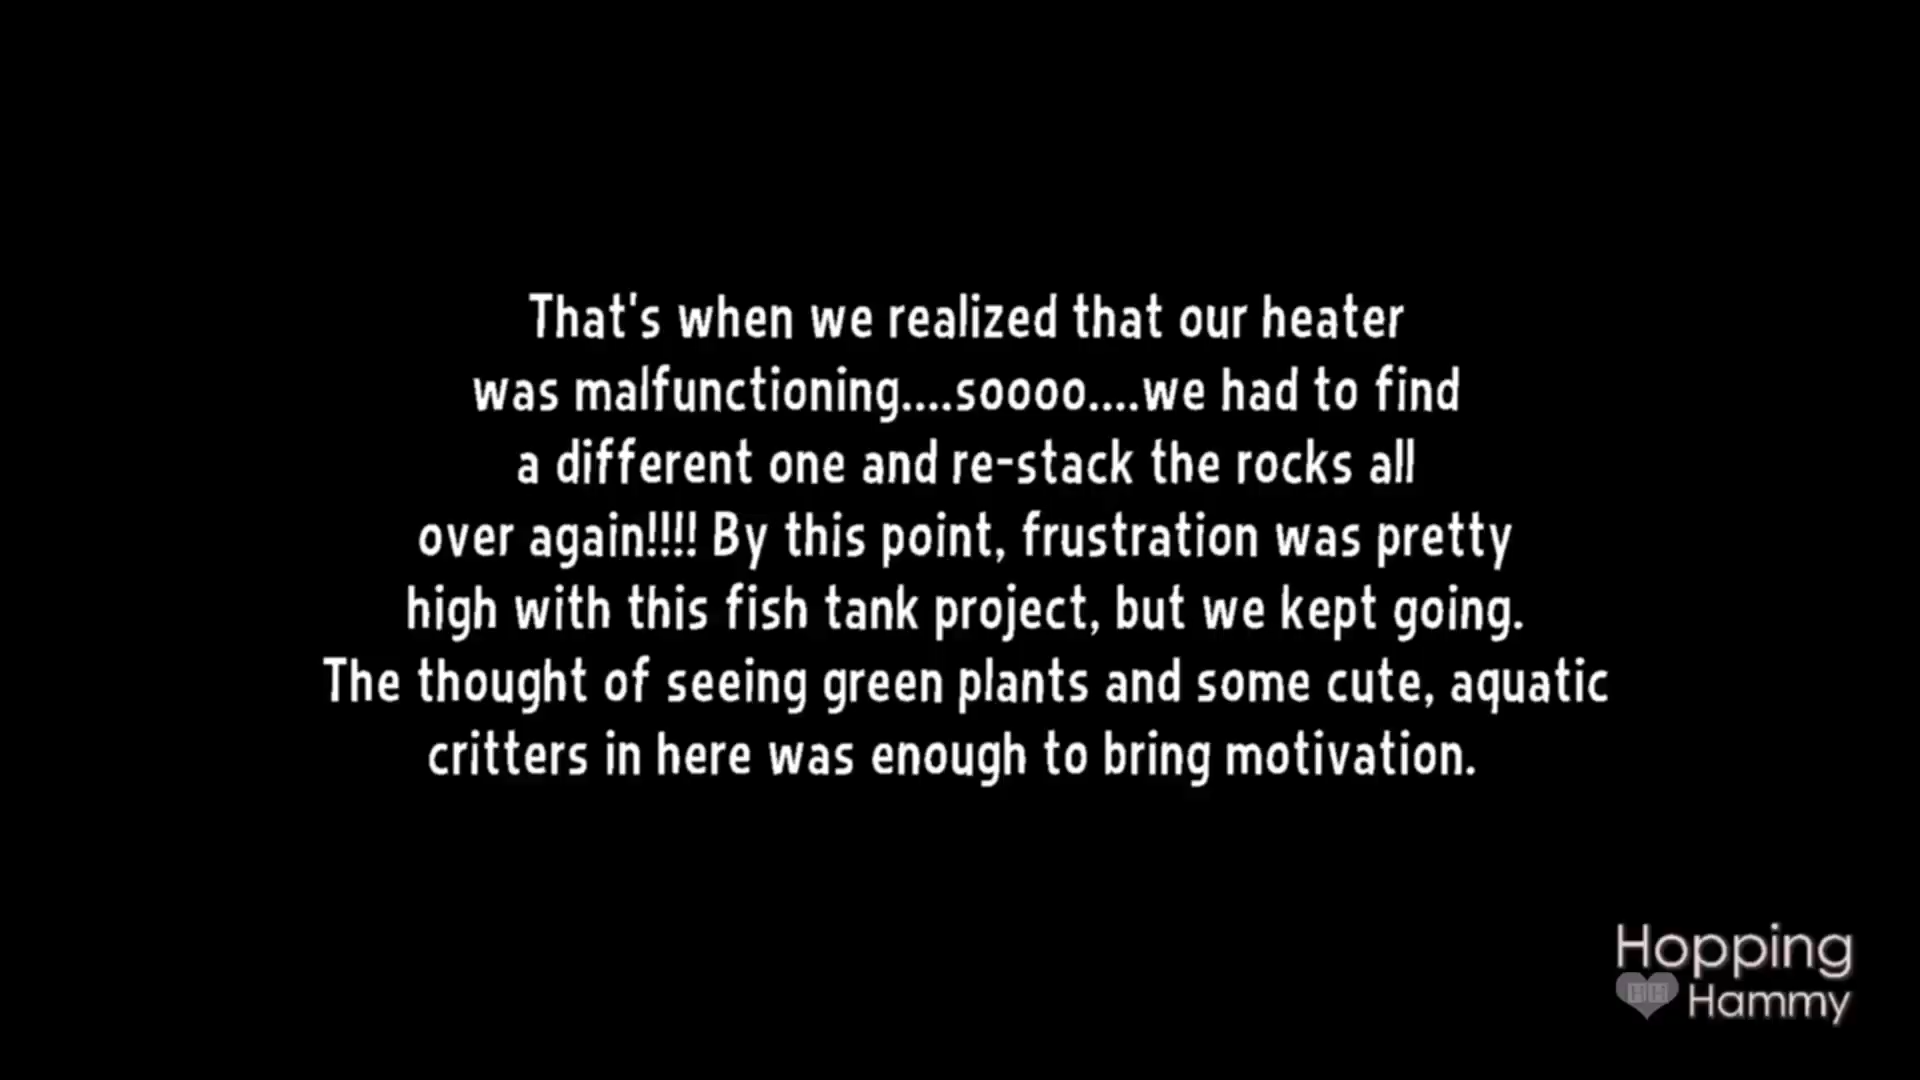 That's when we realized that our heater
was malfunctioning....soooo....we had to find
a different one and re-stack the rocks all
over again!!!! By this point, frustration was pretty
high with this fish tank project, but we kept going.
The thought of seeing green plants and some cute, aquatic
critters in here was enough to bring motivation.
Hopping
HH Hammy